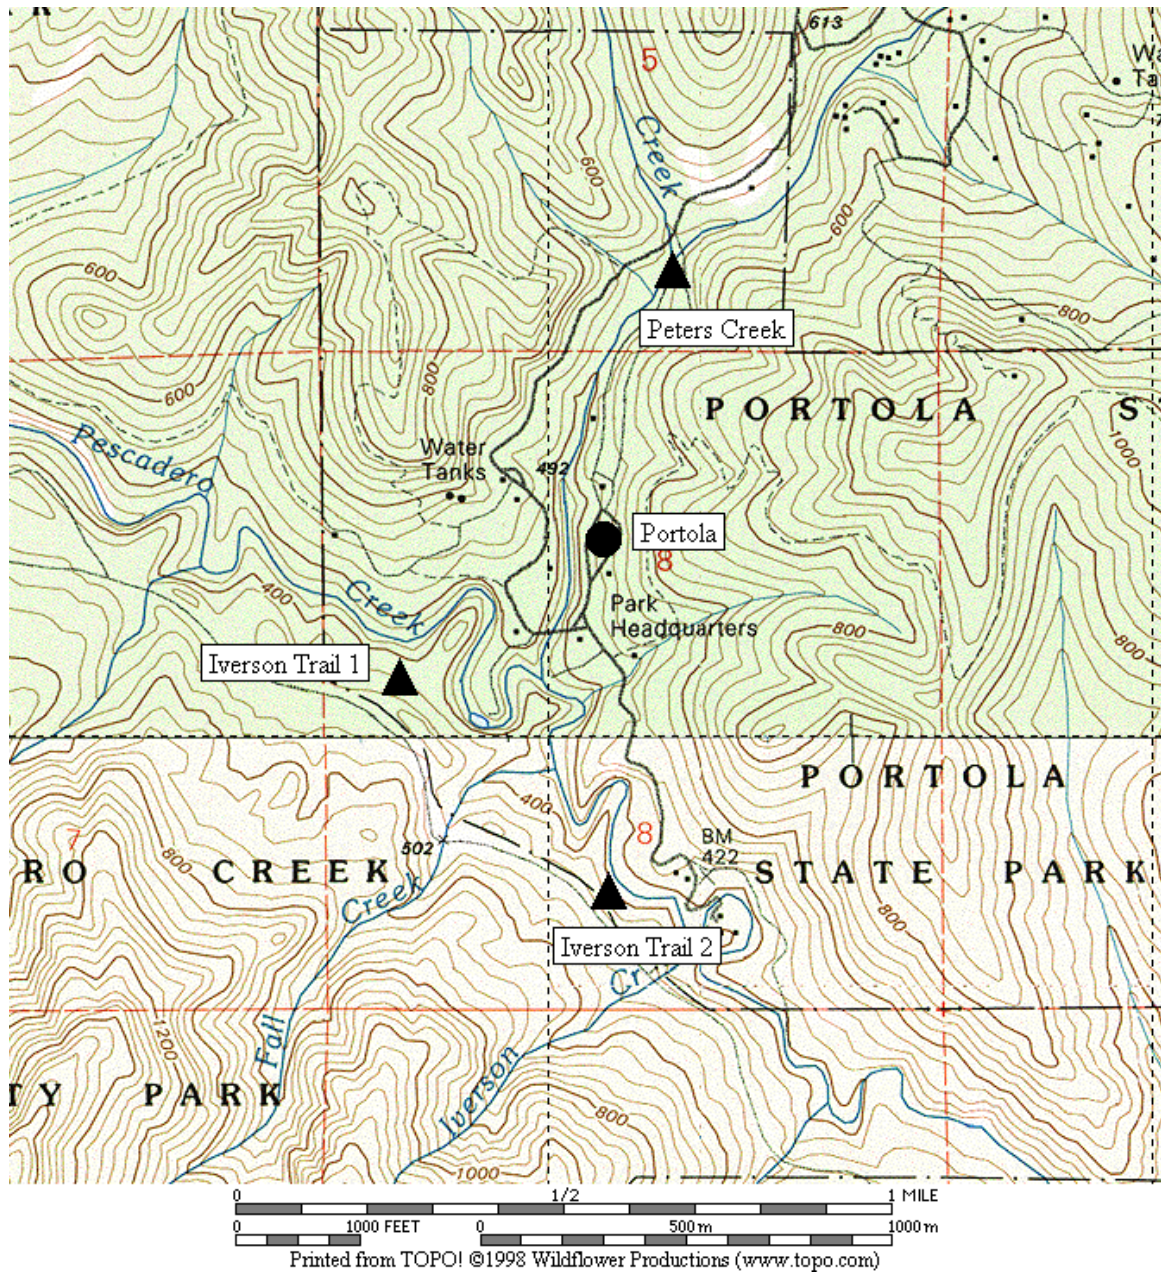 R
613
5
Wa
Ta
Creek
600
600
600
800
Peters Creek
600
800
PORTOLA S
1000
Pescadero
Water
Tanks
492
Portola
8
400
Creek
Park
Headquarters
800
Iverson Trail 1
PORTOLA
400
7
800
502
8
BM
422
RO CREEK
STATE PARK
Creek
800
Iverson Trail 2
Cr
1200
Fall
Iverson
TY PARK
800
1000
0 1/2 1 MILE
0 1000 FEET 0 500 m 1000 m
Printed from TOPO! ©1998 Wildflower Productions (www.topo.com)